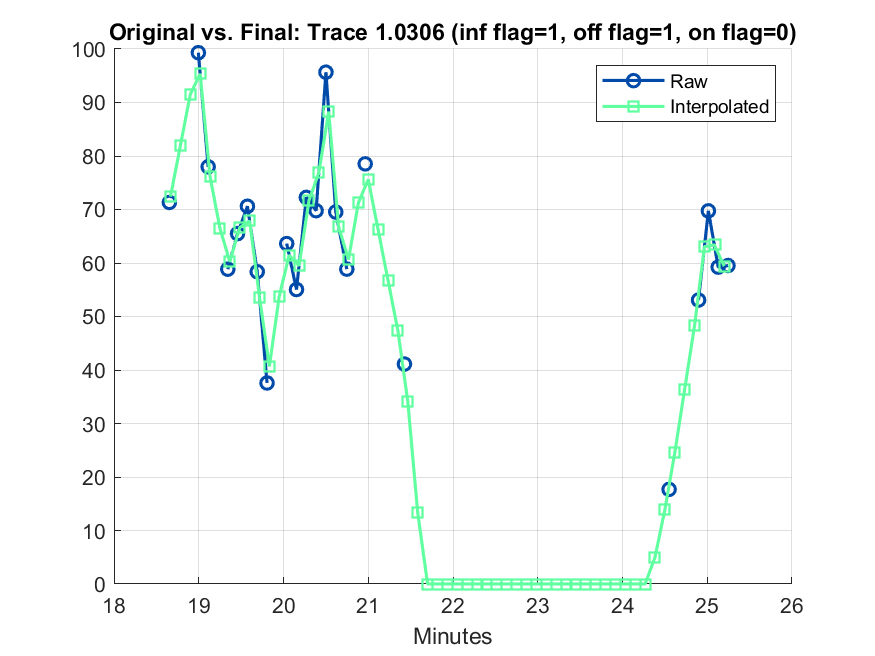 Original vs. Final: Trace 1.0306 (inf flag=1, off flag=1, on flag=0)
100
90
80
70
60
50
40
30
20
10
0
Raw
Interpolated
18 19 20 21 22 23 24 25 26
Minutes